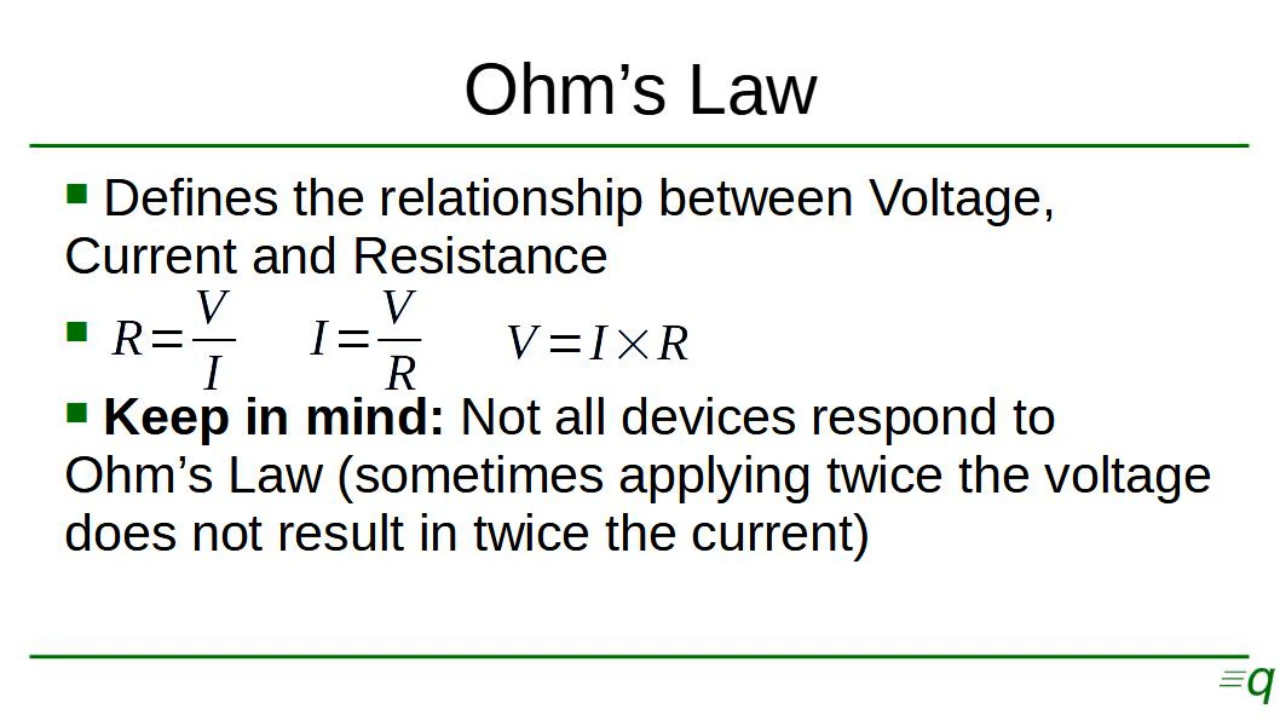 Ohm’s Law
■ Defines the relationship between Voltage,
Current and Resistance
■ R=V/I I=V/R V=I×R
■ Keep in mind: Not all devices respond to
Ohm’s Law (sometimes applying twice the voltage
does not result in twice the current)
q